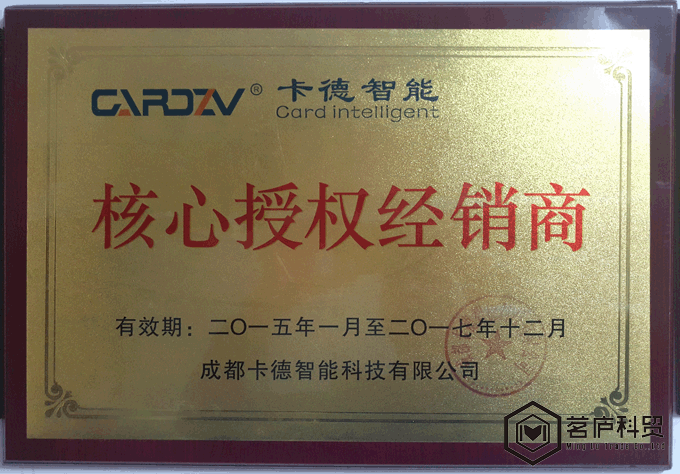 CARDZV® 卡德智能
Card intelligent
核心授权经销商
有效期：二〇一五年一月至二〇一七年十二月
成都卡德智能科技有限公司
茗庐科贸